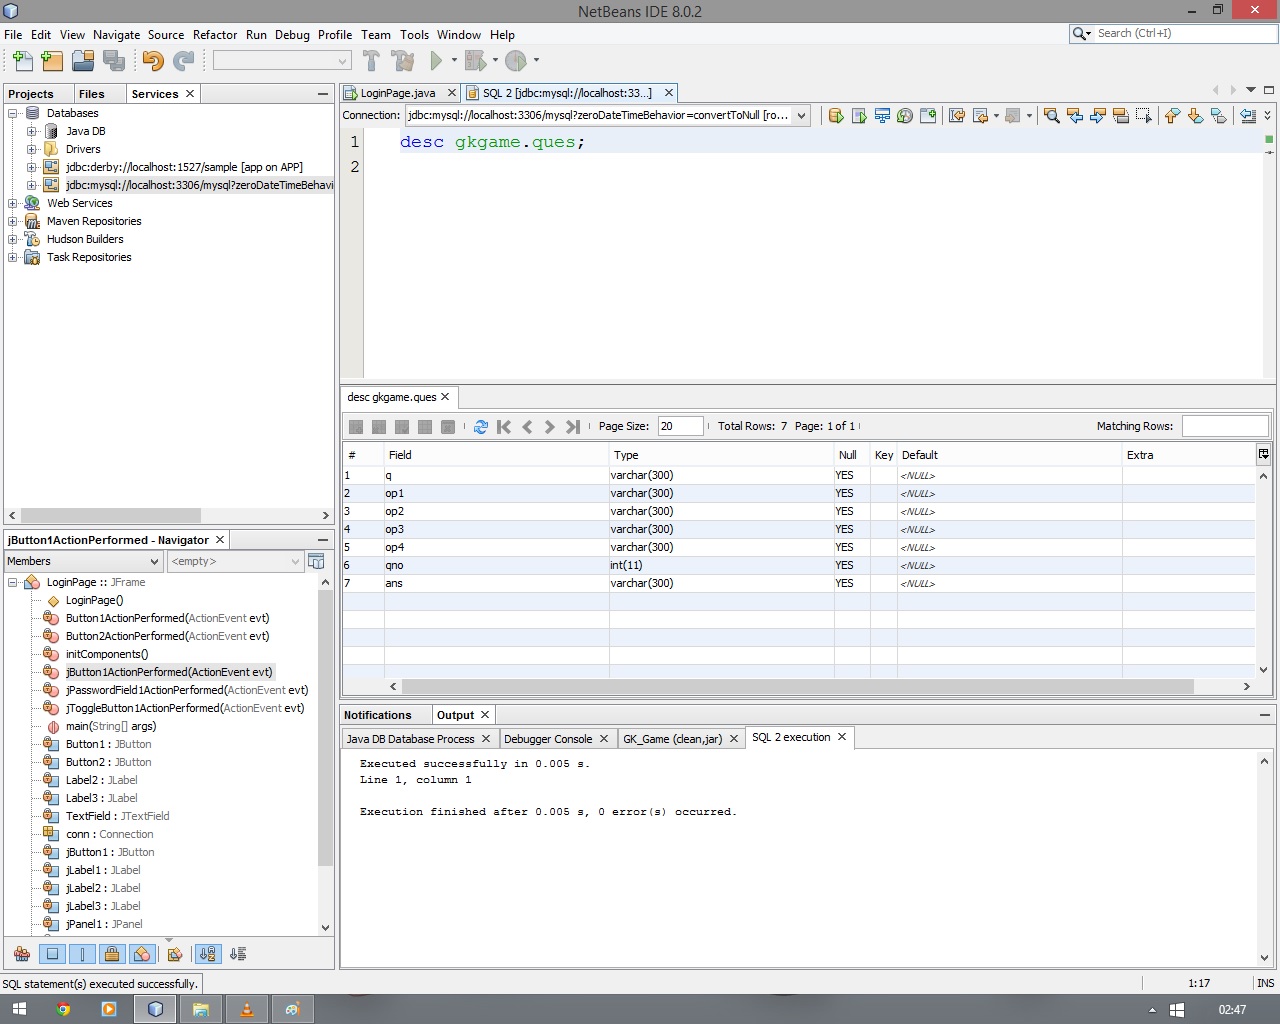 NetBeans IDE 8.0.2
File Edit View Navigate Source Refactor Run Debug Profile Team Tools Window Help
Search (Ctrl+I)
Projects Files Services
Databases
Java DB
Drivers
jdbc:derby://localhost:1527/sample [app on APP]
jdbc:mysql://localhost:3306/mysql?zeroDateTimeBehavi
Web Services
Maven Repositories
Hudson Builders
Task Repositories
jButton1ActionPerformed - Navigator
Members <empty>
LoginPage :: JFrame
LoginPage()
Button1ActionPerformed(ActionEvent evt)
Button2ActionPerformed(ActionEvent evt)
initComponents()
jButton1ActionPerformed(ActionEvent evt)
jPasswordField1ActionPerformed(ActionEvent evt)
jToggleButton1ActionPerformed(ActionEvent evt)
main(String[] args)
Button1 : JButton
Button2 : JButton
Label2 : JLabel
Label3 : JLabel
TextField : JTextField
conn : Connection
jButton1 : JButton
jLabel1 : JLabel
jLabel2 : JLabel
jLabel3 : JLabel
jPanel1 : JPanel
LoginPage.java SQL 2 [jdbc:mysql://localhost:33...]
Connection: jdbc:mysql://localhost:3306/mysql?zeroDateTimeBehavior=convertToNull [ro...
1 desc gkgame.ques;
2
desc gkgame.ques
Page Size: 20 Total Rows: 7 Page: 1 of 1 Matching Rows:
# Field Type Null Key Default Extra
1 q varchar(300) YES <NULL>
2 op1 varchar(300) YES <NULL>
3 op2 varchar(300) YES <NULL>
4 op3 varchar(300) YES <NULL>
5 op4 varchar(300) YES <NULL>
6 qno int(11) YES <NULL>
7 ans varchar(300) YES <NULL>
Notifications Output
Java DB Database Process Debugger Console GK_Game (clean,jar) SQL 2 execution
Executed successfully in 0.005 s.
Line 1, column 1
Execution finished after 0.005 s, 0 error(s) occurred.
SQL statement(s) executed successfully.
1:17 INS
02:47